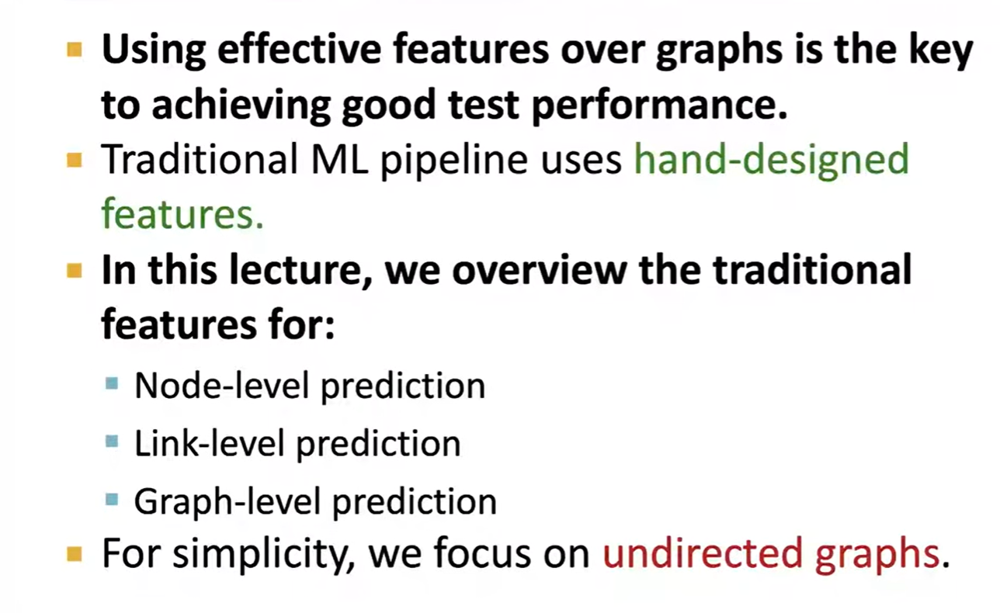 Using effective features over graphs is the key
to achieving good test performance.
Traditional ML pipeline uses hand-designed
features.
In this lecture, we overview the traditional
features for:
Node-level prediction
Link-level prediction
Graph-level prediction
For simplicity, we focus on undirected graphs.